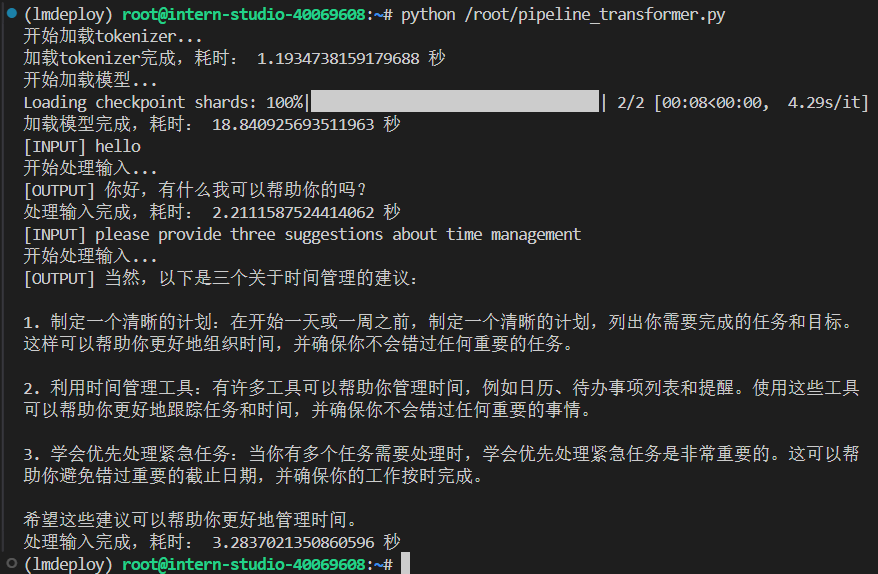 (lmdeploy) root@intern-studio-40069608:~# python /root/pipeline_transformer.py
开始加载tokenizer...
加载tokenizer完成，耗时： 1.1934738159179688 秒
开始加载模型...
Loading checkpoint shards: 100%|██████████| 2/2 [00:08<00:00,  4.29s/it]
加载模型完成，耗时： 18.840925693511963 秒
[INPUT] hello
开始处理输入...
[OUTPUT] 你好，有什么我可以帮助你的吗？
处理输入完成，耗时： 2.2111587524414062 秒
[INPUT] please provide three suggestions about time management
开始处理输入...
[OUTPUT] 当然，以下是三个关于时间管理的建议：
1. 制定一个清晰的计划：在开始一天或一周之前，制定一个清晰的计划，列出你需要完成的任务和目标。
这样可以帮助你更好地组织时间，并确保你不会错过任何重要的任务。
2. 利用时间管理工具：有许多工具可以帮助你管理时间，例如日历、待办事项列表和提醒。使用这些工具
可以帮助你更好地跟踪任务和时间，并确保你不会错过任何重要的事情。
3. 学会优先处理紧急任务：当你有多个任务需要处理时，学会优先处理紧急任务是非常重要的。这可以帮
助你避免错过重要的截止日期，并确保你的工作按时完成。
希望这些建议可以帮助你更好地管理时间。
处理输入完成，耗时： 3.2837021350860596 秒
(lmdeploy) root@intern-studio-40069608:~#